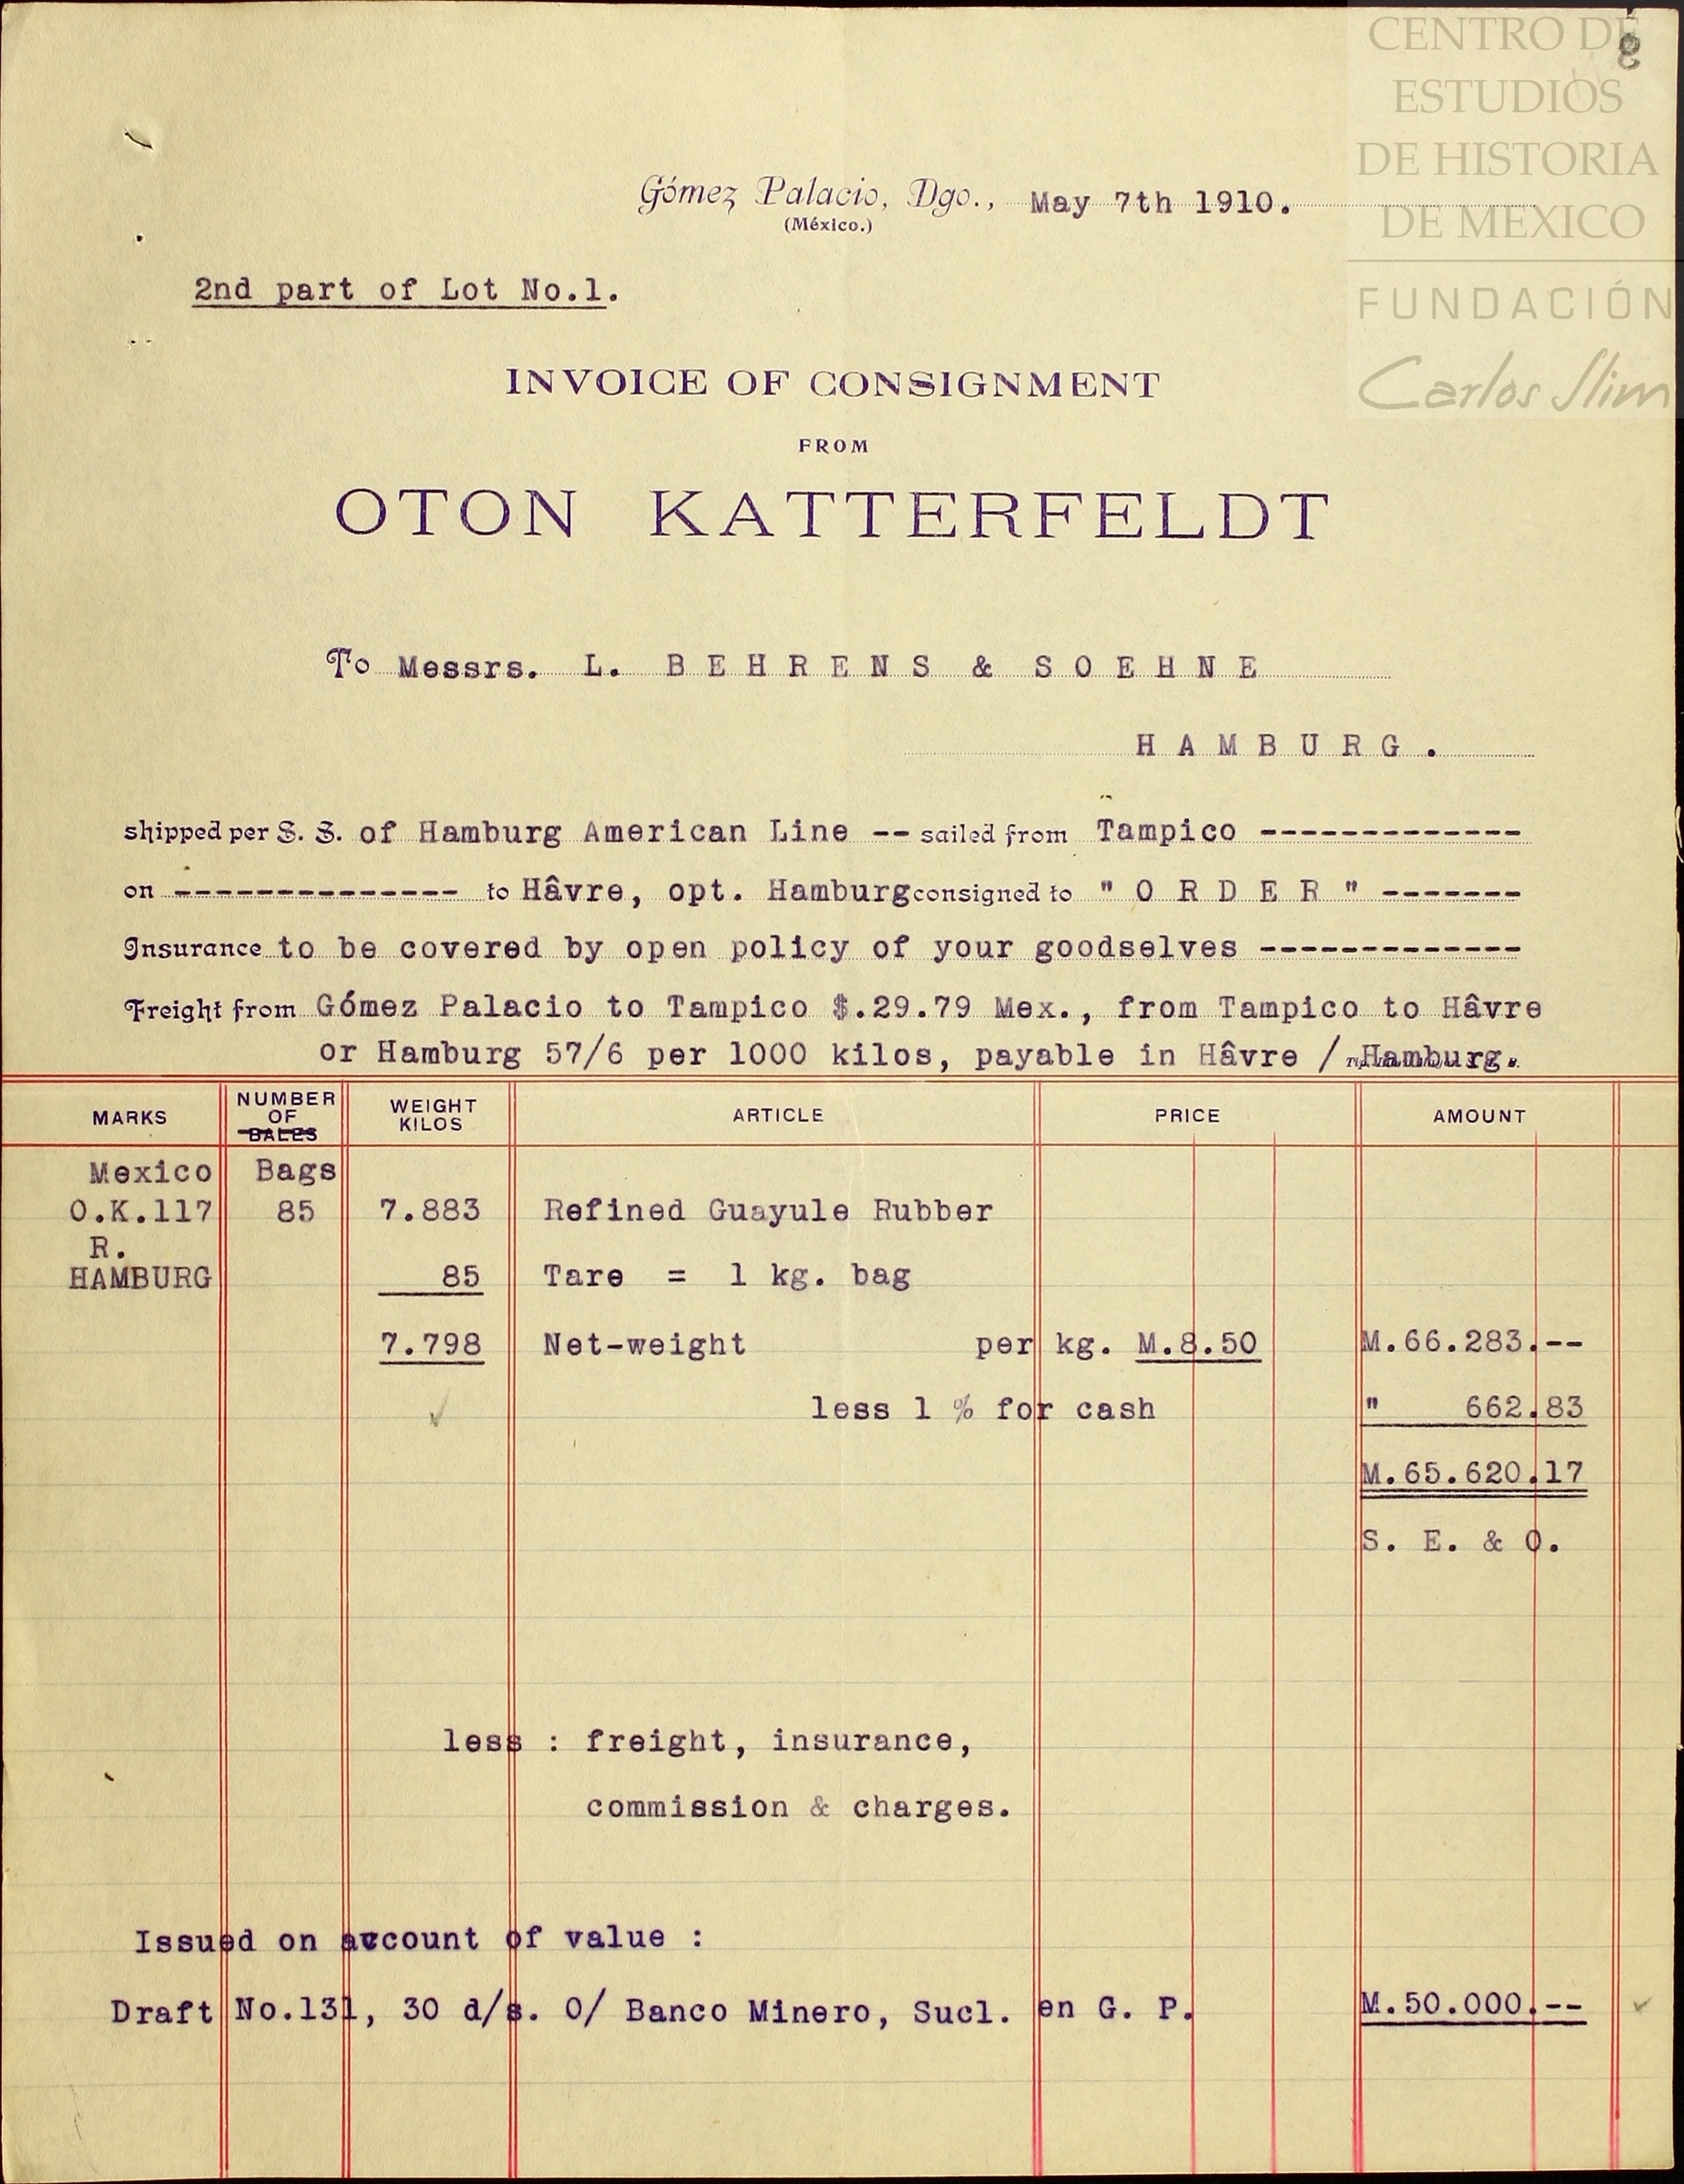 CENTRO DE
ESTUDIOS
DE HISTORIA
DE MEXICO
FUNDACIÓN
Carlos Slim
8
Gómez Palacio, Dgo., May 7th 1910.
(México.)
2nd part of Lot No.1.
INVOICE OF CONSIGNMENT
FROM
OTON KATTERFELDT
To Messrs. L. BEHRENS & SOEHNE
HAMBURG.
shipped per S. S. of Hamburg American Line -- sailed from Tampico -------------
on -------------- to Hâvre, opt. Hamburg consigned to "ORDER" -------
Insurance to be covered by open policy of your goodselves -------------
Freight from Gómez Palacio to Tampico $.29.79 Mex., from Tampico to Hâvre
or Hamburg 57/6 per 1000 kilos, payable in Hâvre / Hamburg.
MARKS NUMBER OF BALES WEIGHT KILOS ARTICLE PRICE AMOUNT
Mexico Bags
O.K.117 85 7.883 Refined Guayule Rubber
R.
HAMBURG 85 Tare = 1 kg. bag
7.798 Net-weight per kg. M.8.50 M.66.283.--
less 1 % for cash " 662.83
M.65.620.17
S. E. & O.
less : freight, insurance,
commission & charges.
Issued on avcount of value :
Draft No.131, 30 d/s. O/ Banco Minero, Sucl. en G. P. M.50.000.--